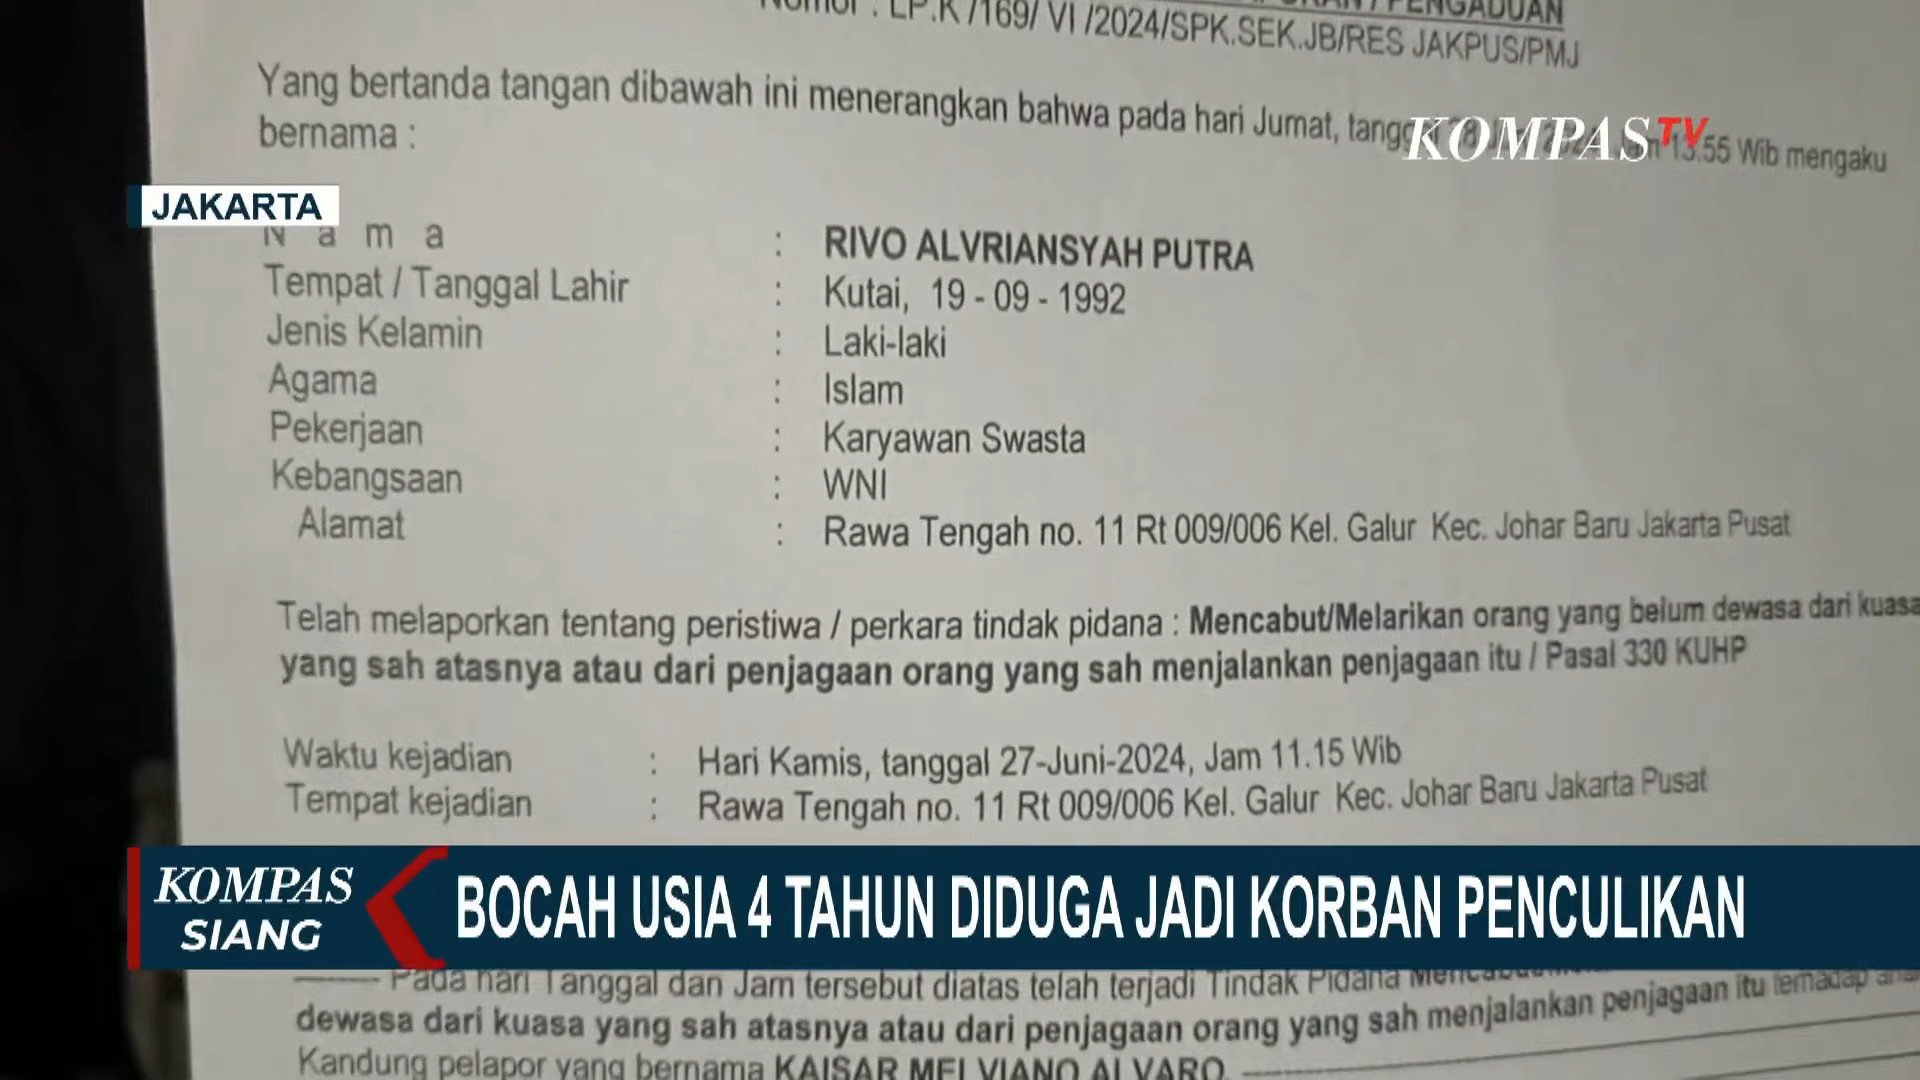 PENGADUAN
Nomor : LP.K /169/ VI /2024/SPK.SEK.JB/RES JAKPUS/PMJ
Yang bertanda tangan dibawah ini menerangkan bahwa pada hari Jumat, 13.55 Wib mengaku
KOMPAS TV
bernama :
JAKARTA
N a m a : RIVO ALVRIANSYAH PUTRA
Tempat / Tanggal Lahir : Kutai, 19 - 09 - 1992
Jenis Kelamin : Laki-laki
Agama : Islam
Pekerjaan : Karyawan Swasta
Kebangsaan : WNI
Alamat : Rawa Tengah no. 11 Rt 009/006 Kel. Galur Kec. Johar Baru Jakarta Pusat
Telah melaporkan tentang peristiwa / perkara tindak pidana : Mencabut/Melarikan orang yang belum dewasa dari kuasa
yang sah atasnya atau dari penjagaan orang yang sah menjalankan penjagaan itu / Pasal 330 KUHP
Waktu kejadian : Hari Kamis, tanggal 27-Juni-2024, Jam 11.15 Wib
Tempat kejadian : Rawa Tengah no. 11 Rt 009/006 Kel. Galur Kec. Johar Baru Jakarta Pusat
KOMPAS
SIANG
BOCAH USIA 4 TAHUN DIDUGA JADI KORBAN PENCULIKAN
Pada hari Tanggal dan Jam tersebut diatas telah terjadi Tindak Pidana
dewasa dari kuasa yang sah atasnya atau dari penjagaan orang yang sah menjalankan penjagaan itu terhadap
Kandung pelapor yang bernama KAISAR MELVIANO ALVARO